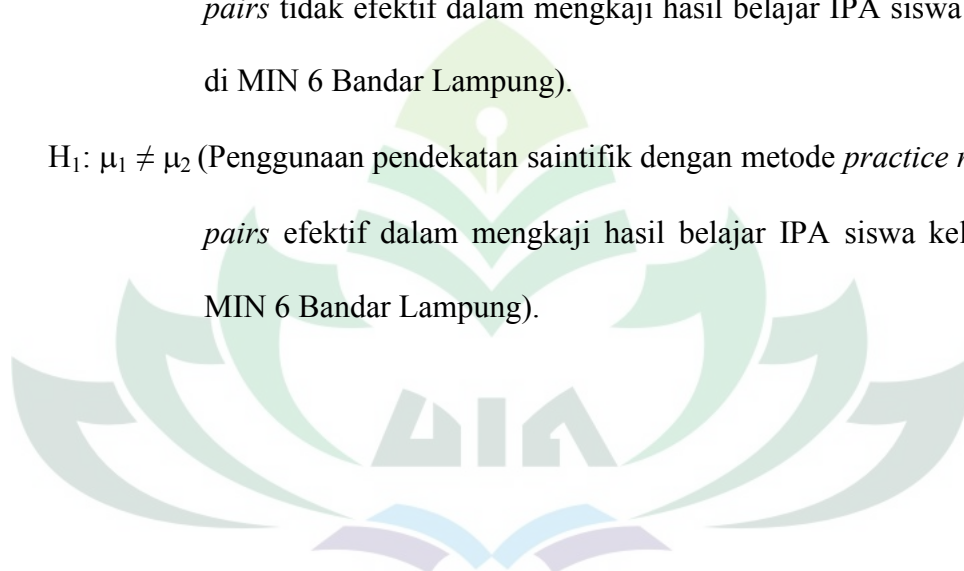 pairs tidak efektif dalam mengkaji hasil belajar IPA siswa
di MIN 6 Bandar Lampung).
H₁: μ₁ ≠ μ₂ (Penggunaan pendekatan saintifik dengan metode practice
pairs efektif dalam mengkaji hasil belajar IPA siswa
MIN 6 Bandar Lampung).
UIN